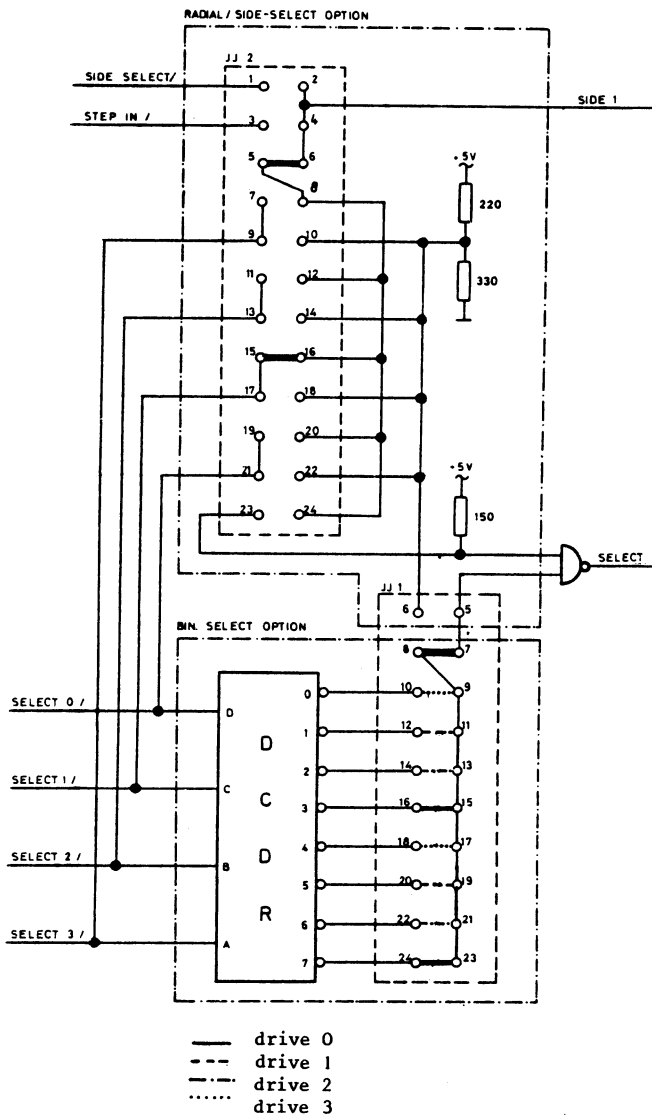 RADIAL / SIDE-SELECT OPTION
JJ 2
SIDE SELECT/
1 2
SIDE 1
STEP IN /
3 4
5 6
+5V
8
7
220
9 10
11 12
330
13 14
15 16
17 18
19 20
21 22
+5V
23 24
150
SELECT
JJ 1
6 5
BIN. SELECT OPTION
8 7
SELECT 0 /
D
D
0
10 9
1
12 11
SELECT 1 /
C
C
2
14 13
3
16 15
SELECT 2 /
B
D
4
18 17
5
20 19
R
6
22 21
SELECT 3 /
A
7
24 23
drive 0
drive 1
drive 2
drive 3